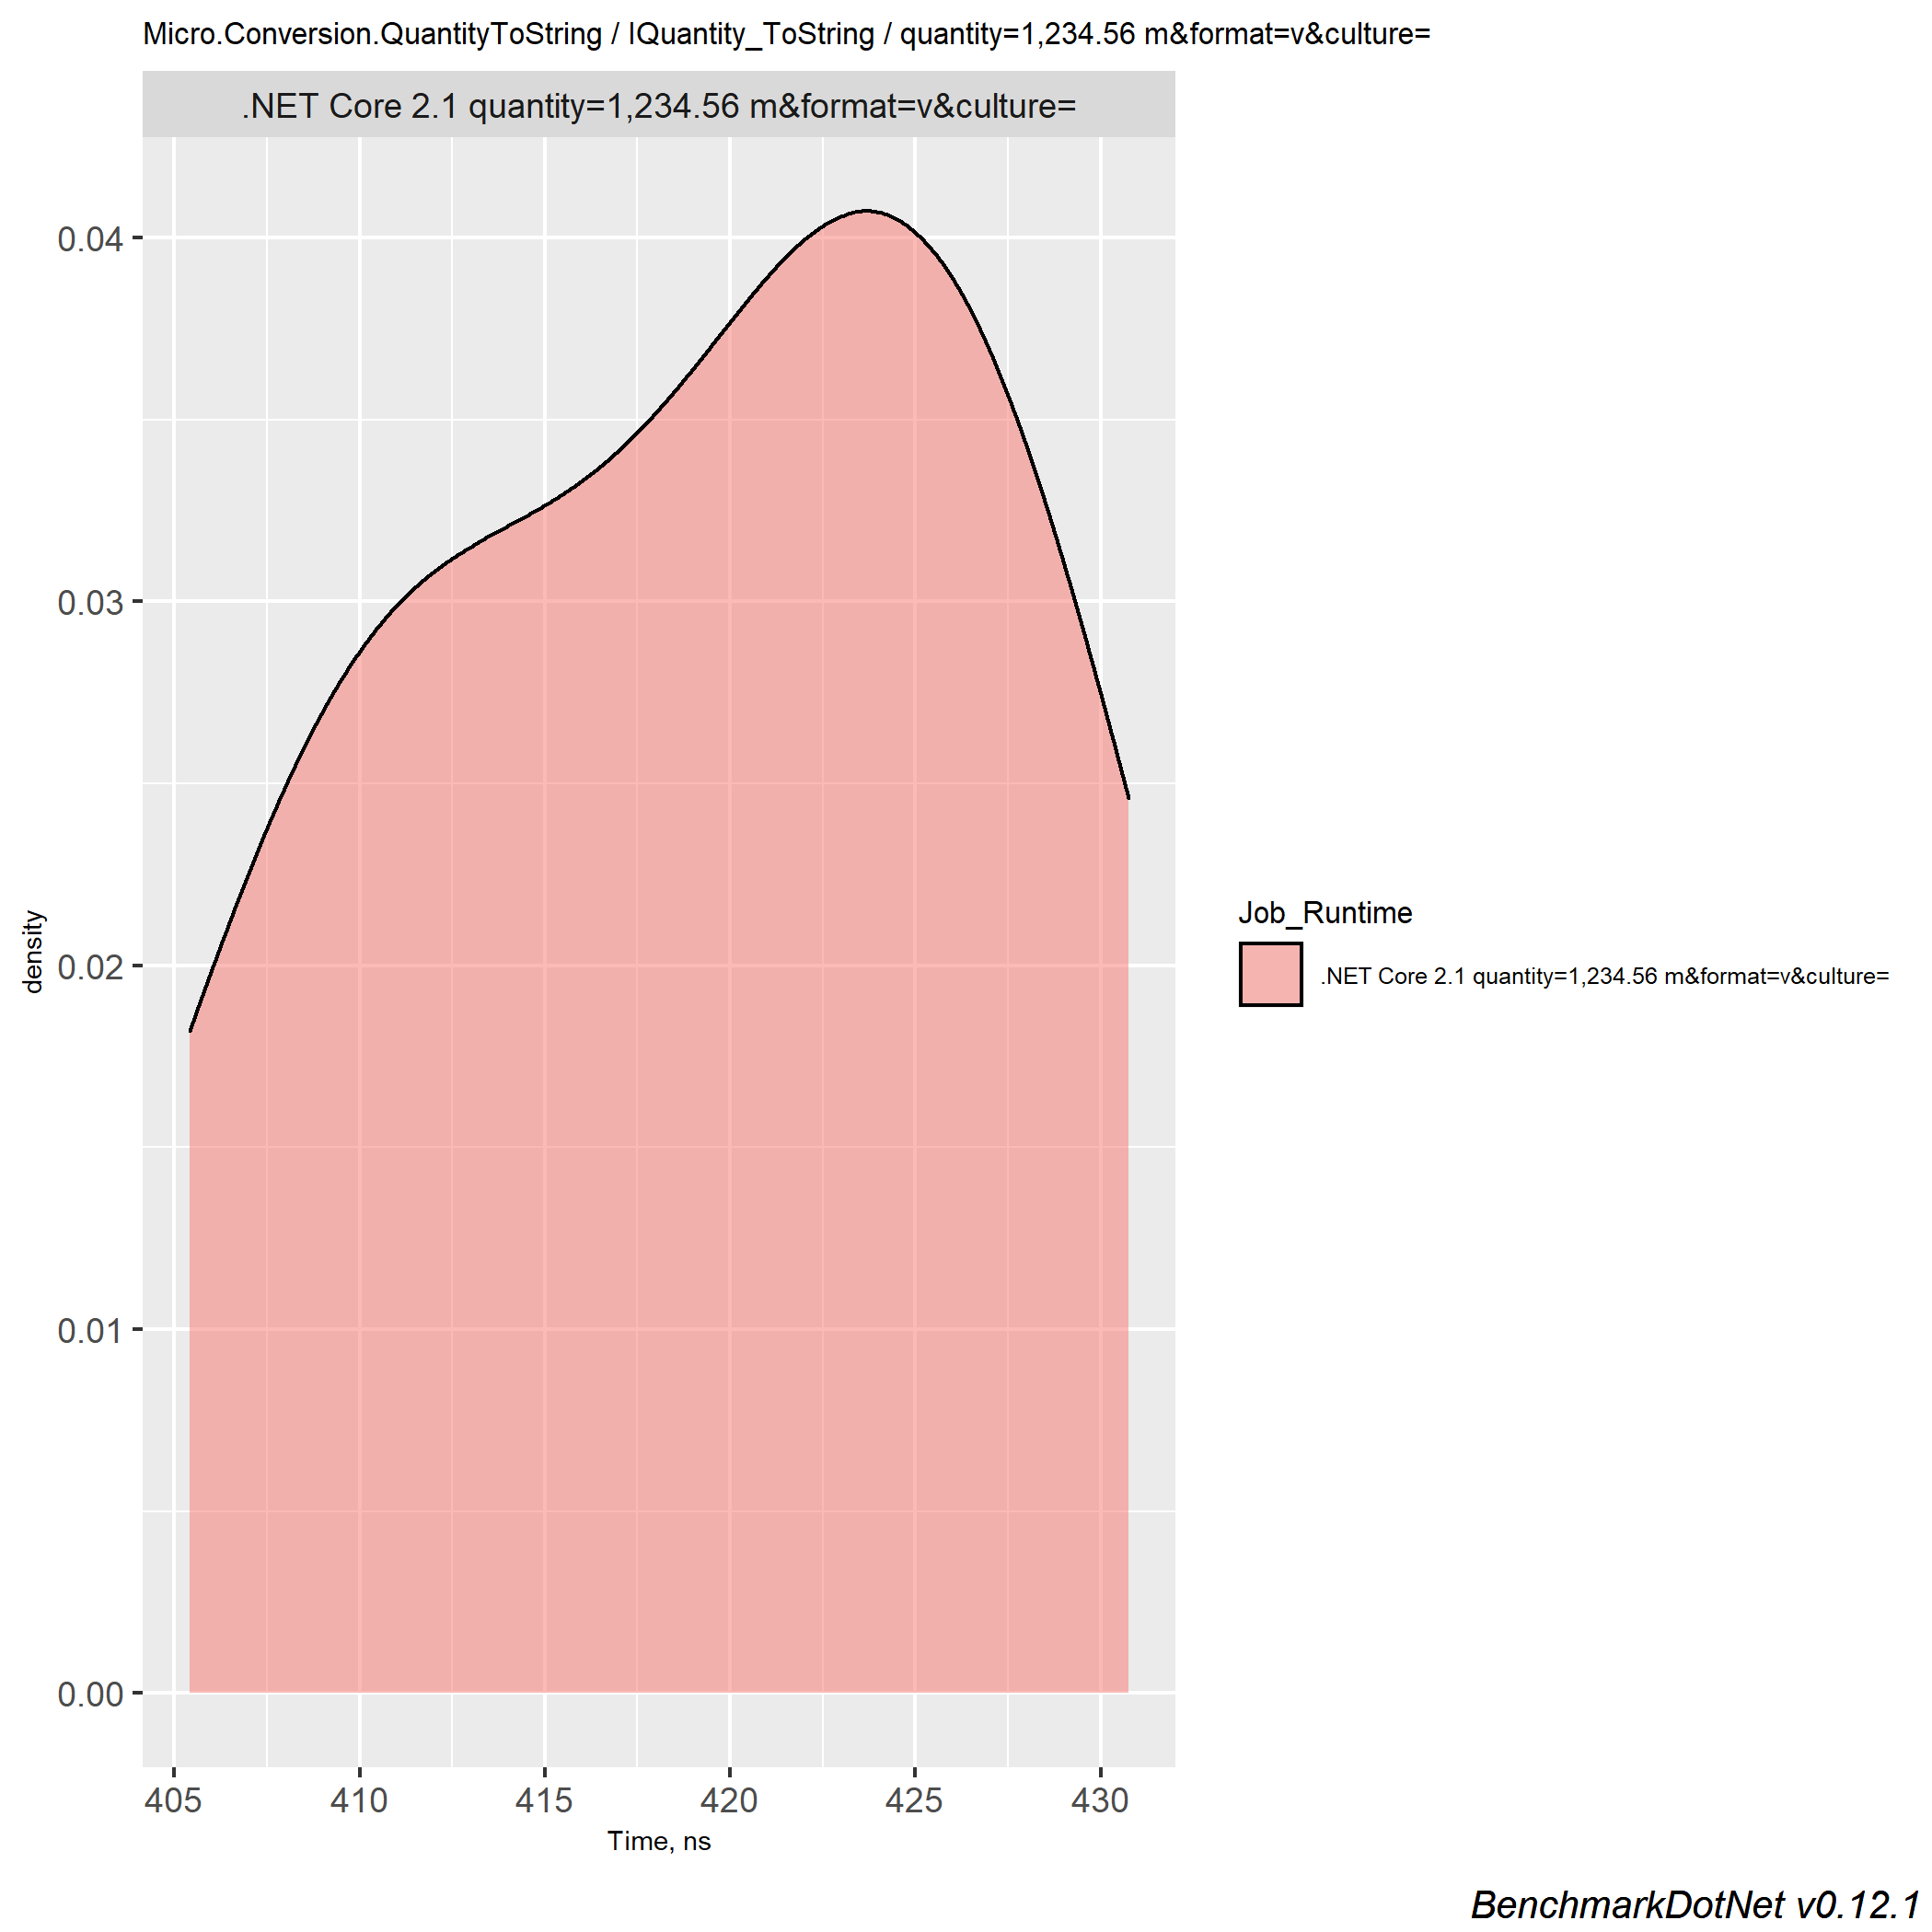 Micro.Conversion.QuantityToString / IQuantity_ToString / quantity=1,234.56 m&format=v&culture=
.NET Core 2.1 quantity=1,234.56 m&format=v&culture=
0.04
0.03
0.02
0.01
0.00
density
405 410 415 420 425 430
Time, ns
Job_Runtime
.NET Core 2.1 quantity=1,234.56 m&format=v&culture=
BenchmarkDotNet v0.12.1